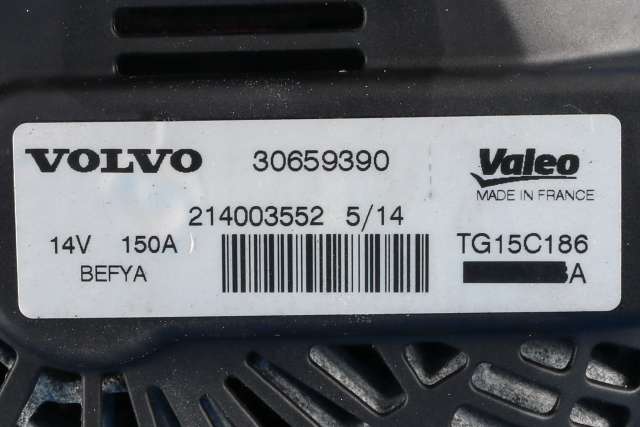 VOLVO 30659390 Valeo
MADE IN FRANCE
214003552 5/14
14V 150A TG15C186
BEFYA A